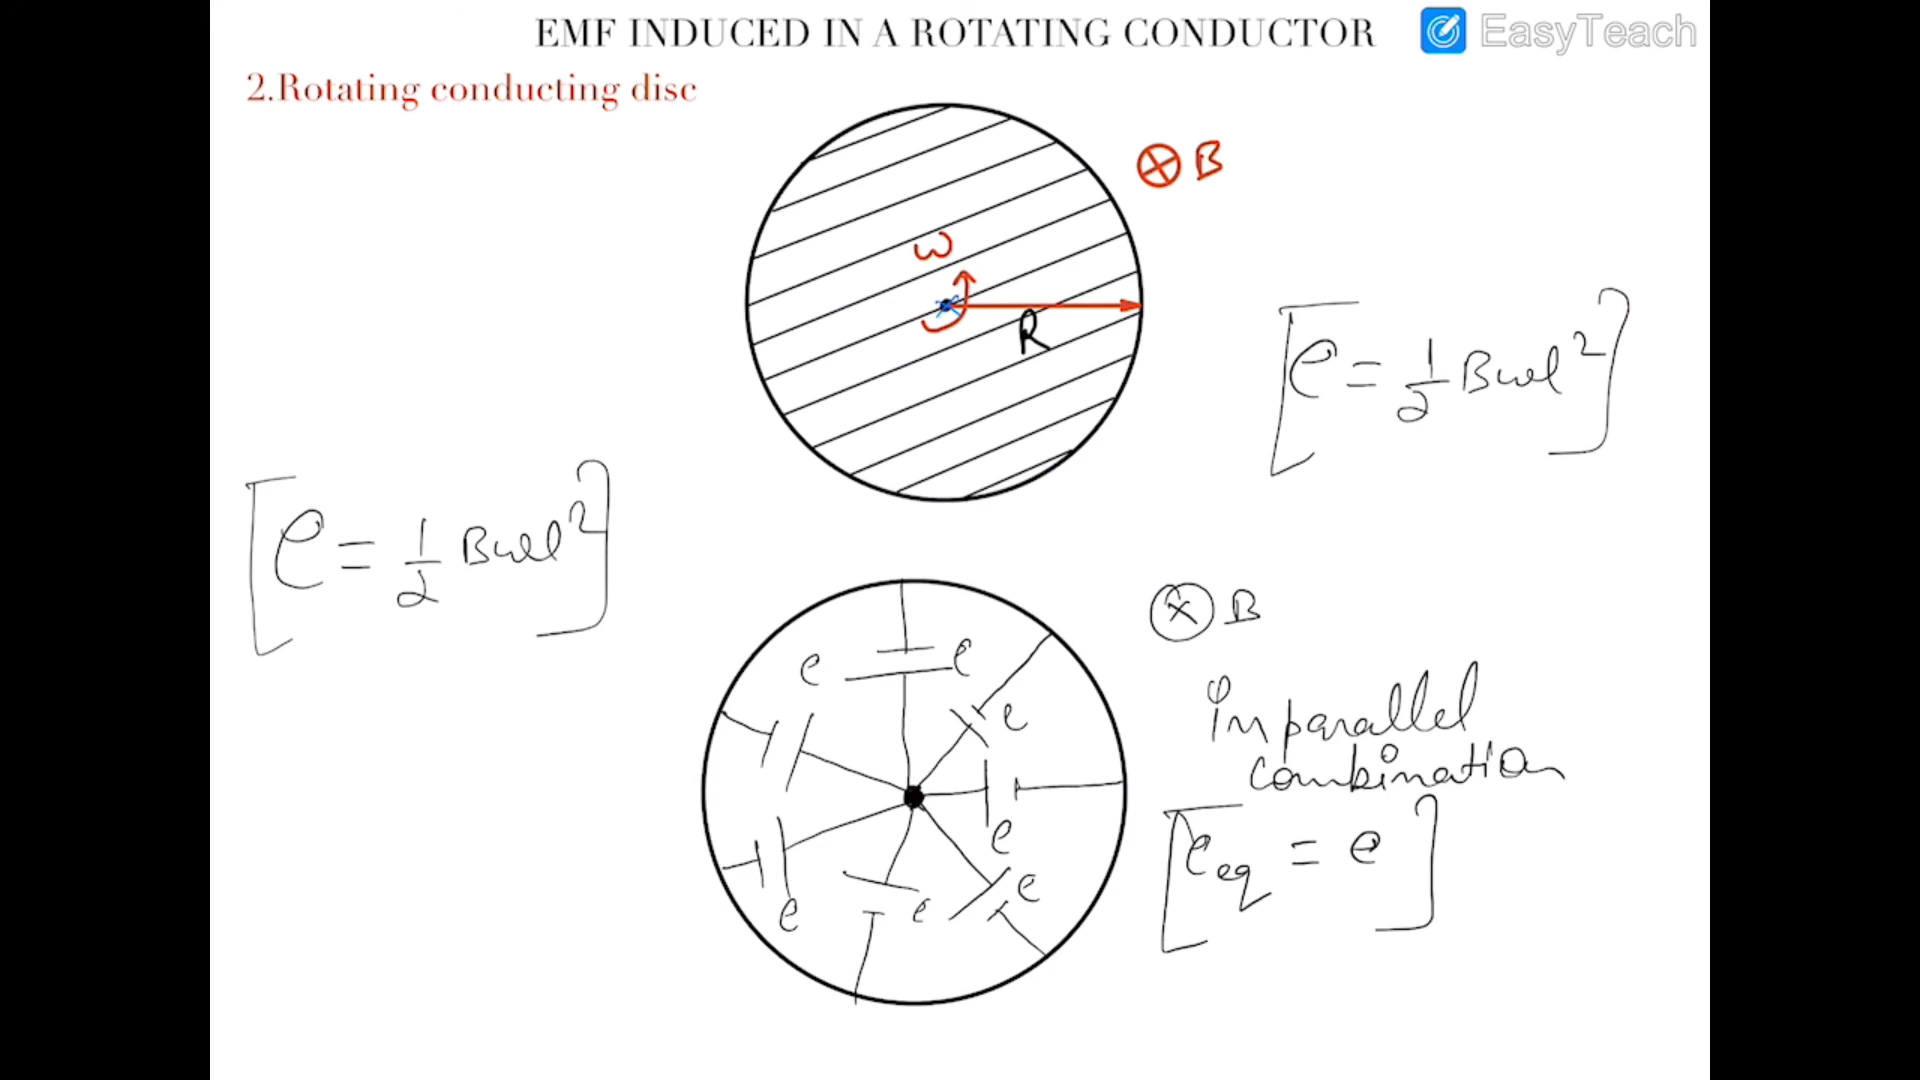 EMF INDUCED IN A ROTATING CONDUCTOR
EasyTeach
2.Rotating conducting disc
⊗ B
ω
R
[e = 1/2 Bωl²]
[e = 1/2 Bωl²]
⊗ B
e e
e
e
e
e
e
in parallel
combination
[e_eq = e]